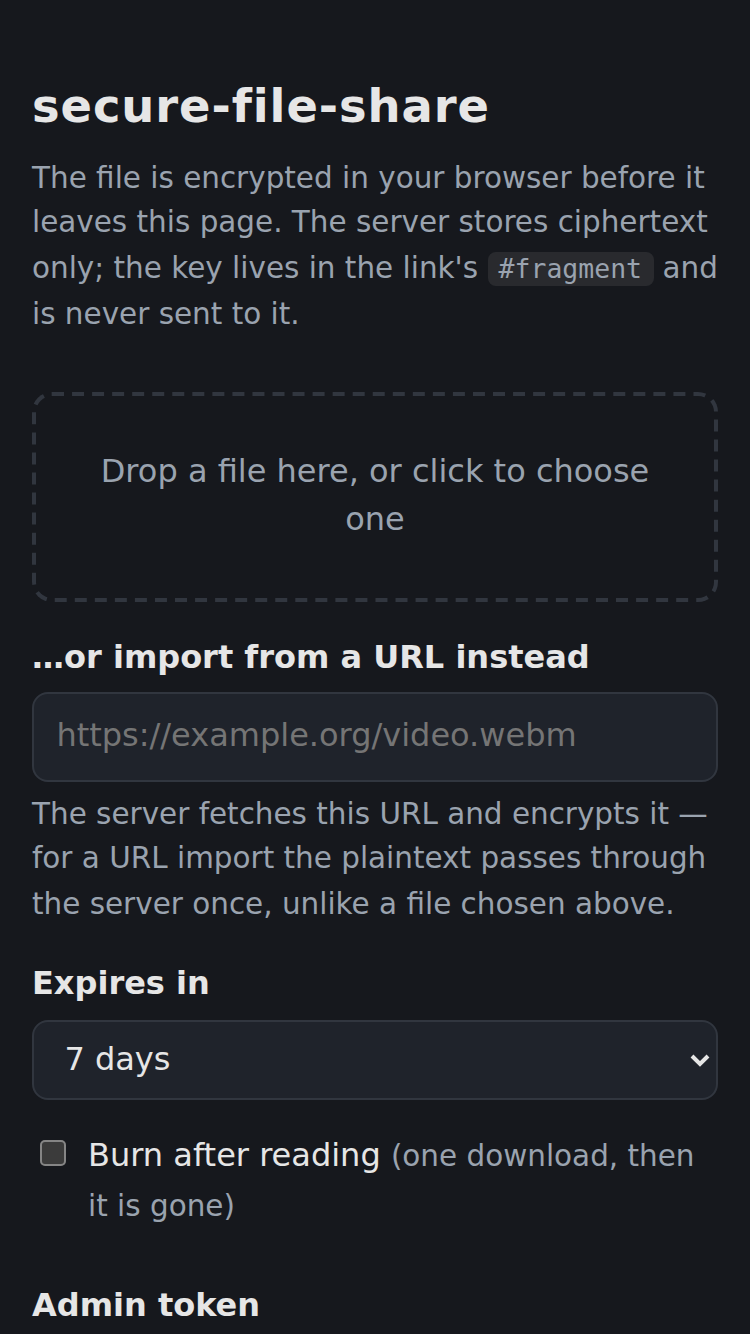 secure-file-share
The file is encrypted in your browser before it
leaves this page. The server stores ciphertext
only; the key lives in the link's #fragment and
is never sent to it.
Drop a file here, or click to choose
one
…or import from a URL instead
https://example.org/video.webm
The server fetches this URL and encrypts it —
for a URL import the plaintext passes through
the server once, unlike a file chosen above.
Expires in
7 days
Burn after reading (one download, then
it is gone)
Admin token